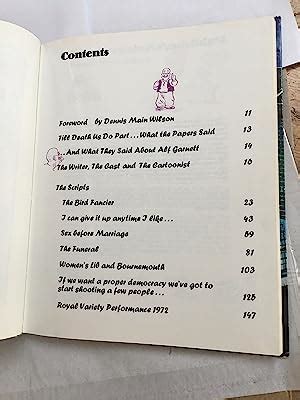 Contents
Foreword by Dennis Main Wilson 11
Till Death Us Do Part... What the Papers Said 13
...And What They Said About Alf Garnett 14
The Writer, The Cast and The Cartoonist 16
The Scripts
The Bird Fancier 23
I can give it up anytime I like... 43
Sex before Marriage 59
The Funeral 81
Women's Lib and Bournemouth 103
If we want a proper democracy we've got to
start shooting a few people... 125
Royal Variety Performance 1972 147